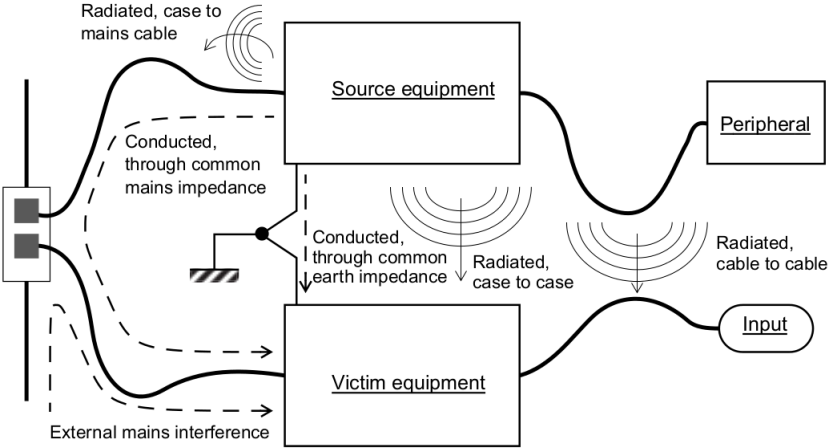 Radiated, case to
mains cable
Source equipment
Peripheral
Conducted,
through common
mains impedance
Conducted,
through common
earth impedance
Radiated,
case to case
Radiated,
cable to cable
Input
Victim equipment
External mains interference